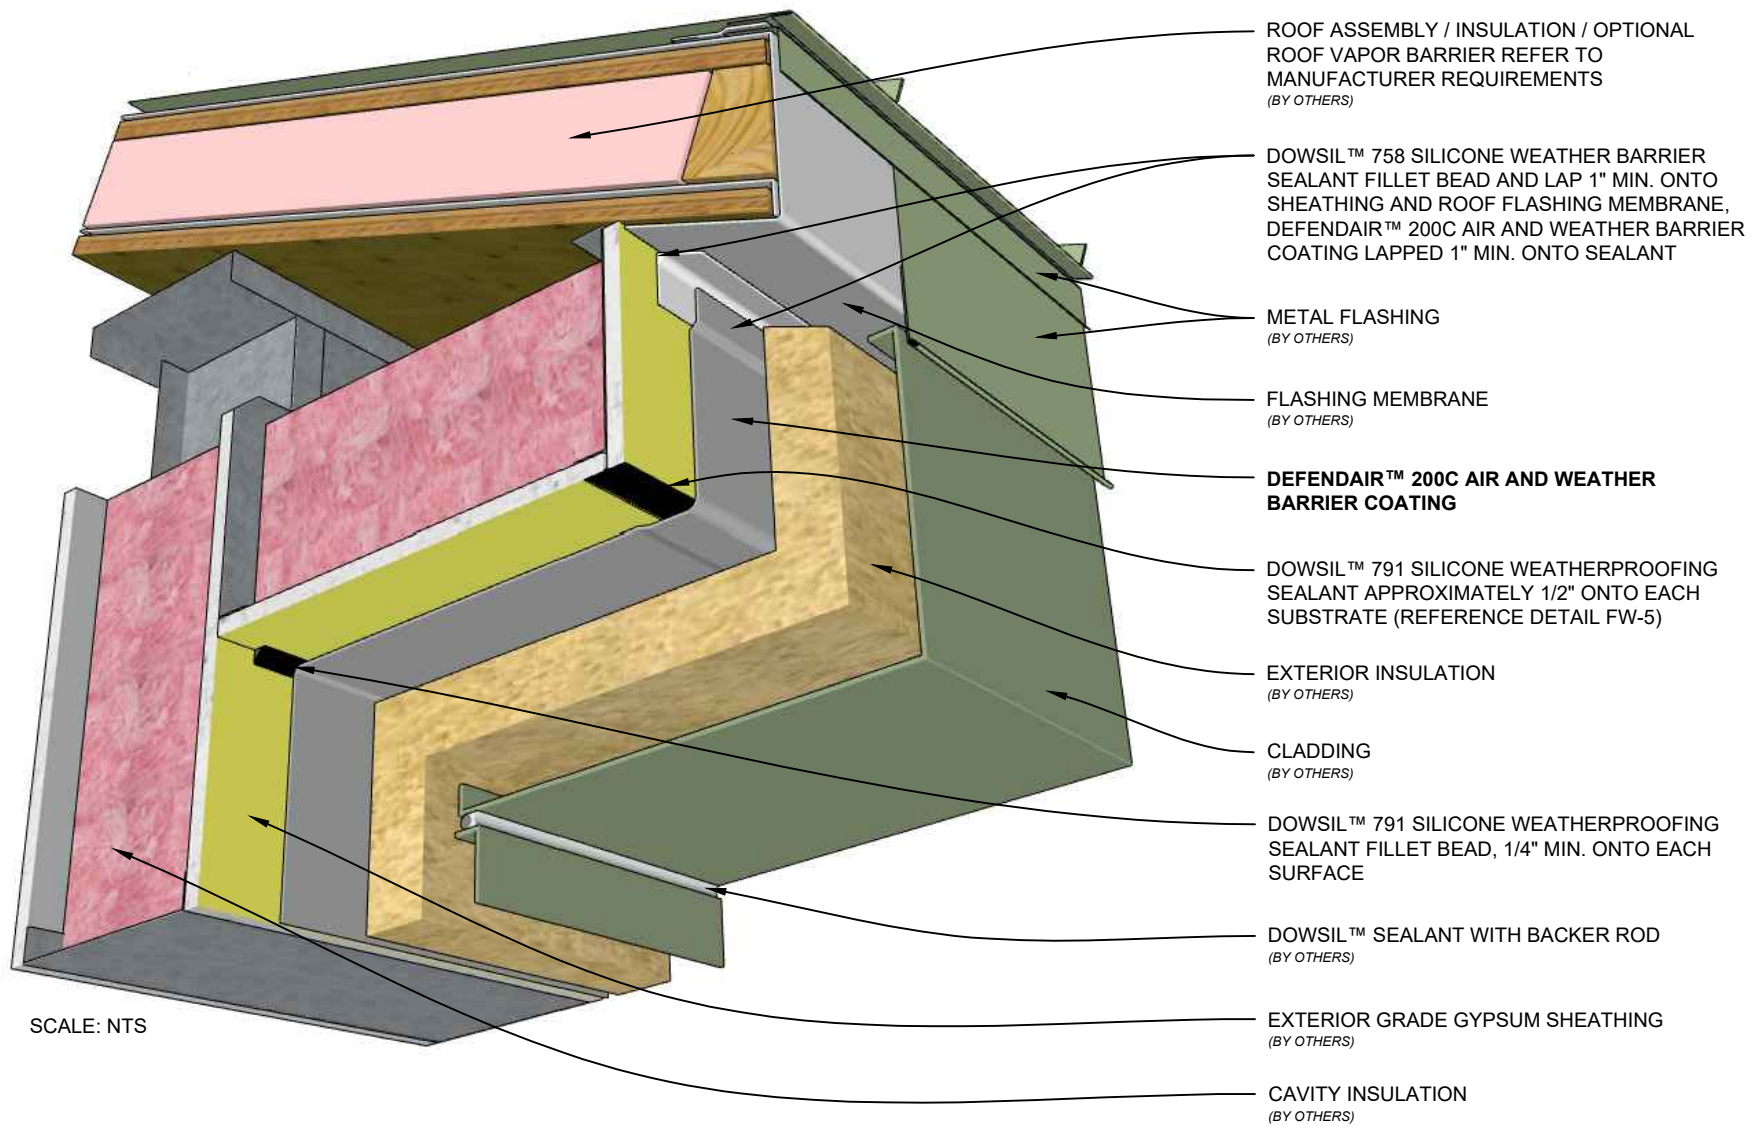 ROOF ASSEMBLY / INSULATION / OPTIONAL
ROOF VAPOR BARRIER REFER TO
MANUFACTURER REQUIREMENTS
(BY OTHERS)
DOWSIL™ 758 SILICONE WEATHER BARRIER
SEALANT FILLET BEAD AND LAP 1" MIN. ONTO
SHEATHING AND ROOF FLASHING MEMBRANE,
DEFENDAIR™ 200C AIR AND WEATHER BARRIER
COATING LAPPED 1" MIN. ONTO SEALANT
METAL FLASHING
(BY OTHERS)
FLASHING MEMBRANE
(BY OTHERS)
DEFENDAIR™ 200C AIR AND WEATHER
BARRIER COATING
DOWSIL™ 791 SILICONE WEATHERPROOFING
SEALANT APPROXIMATELY 1/2" ONTO EACH
SUBSTRATE (REFERENCE DETAIL FW-5)
EXTERIOR INSULATION
(BY OTHERS)
CLADDING
(BY OTHERS)
DOWSIL™ 791 SILICONE WEATHERPROOFING
SEALANT FILLET BEAD, 1/4" MIN. ONTO EACH
SURFACE
DOWSIL™ SEALANT WITH BACKER ROD
(BY OTHERS)
EXTERIOR GRADE GYPSUM SHEATHING
(BY OTHERS)
CAVITY INSULATION
(BY OTHERS)
SCALE: NTS